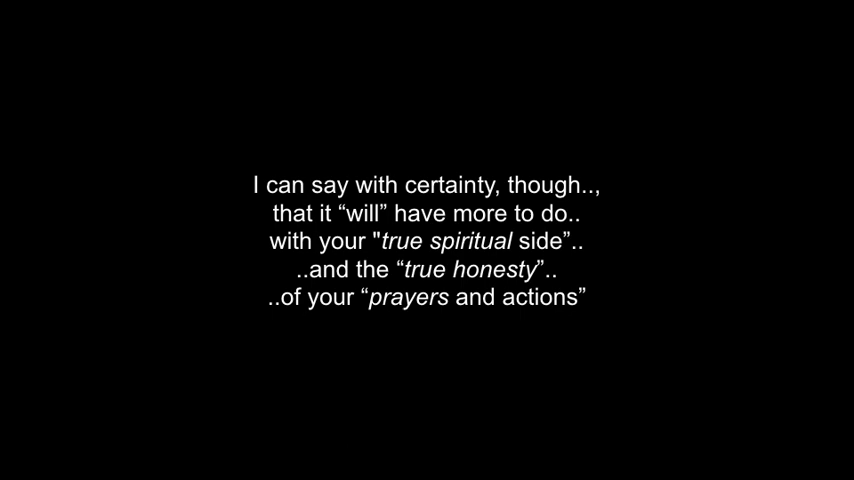 I can say with certainty, though..,
that it “will” have more to do..
with your "true spiritual side”..
..and the “true honesty”..
..of your “prayers and actions”